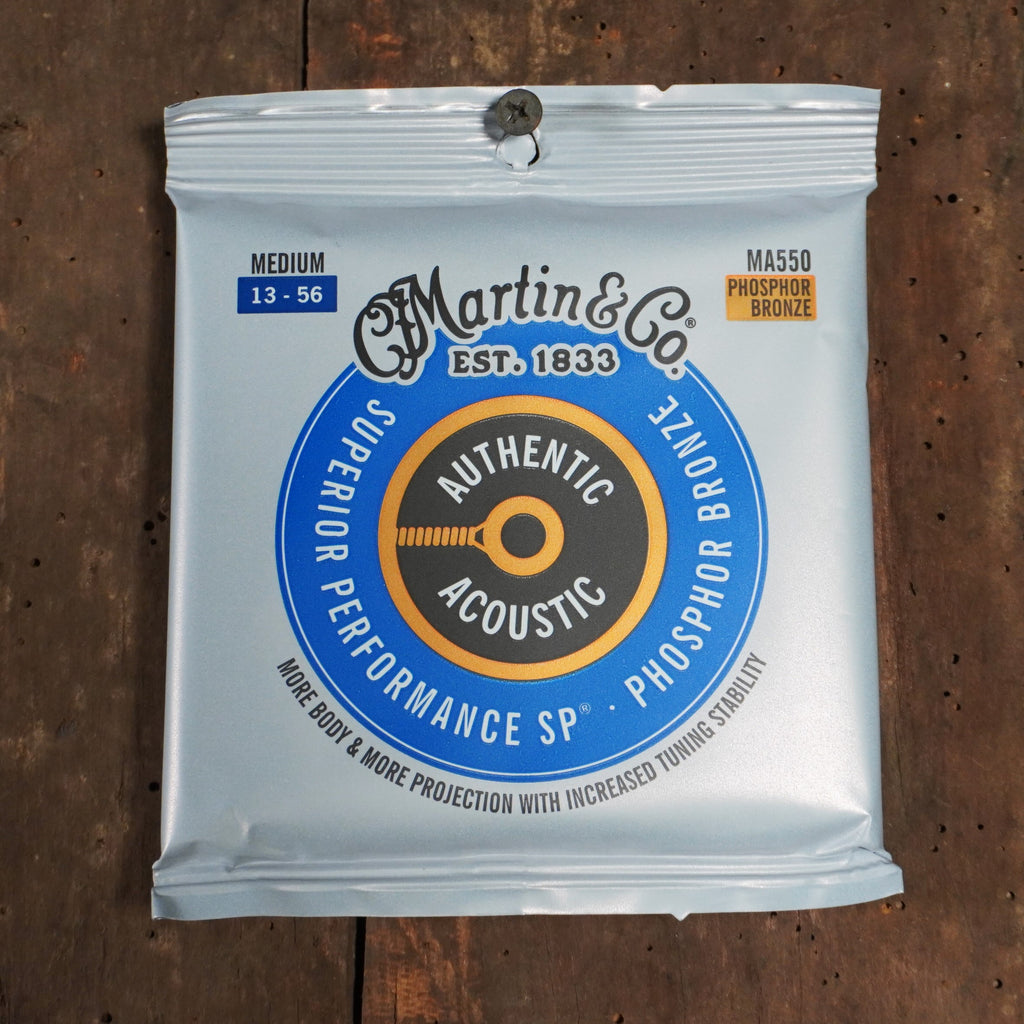 MEDIUM
13 - 56
MA550
PHOSPHOR
BRONZE
CFMartin & Co.®
EST. 1833
SUPERIOR PERFORMANCE SP® · PHOSPHOR BRONZE
AUTHENTIC
ACOUSTIC
MORE BODY & MORE PROJECTION WITH INCREASED TUNING STABILITY